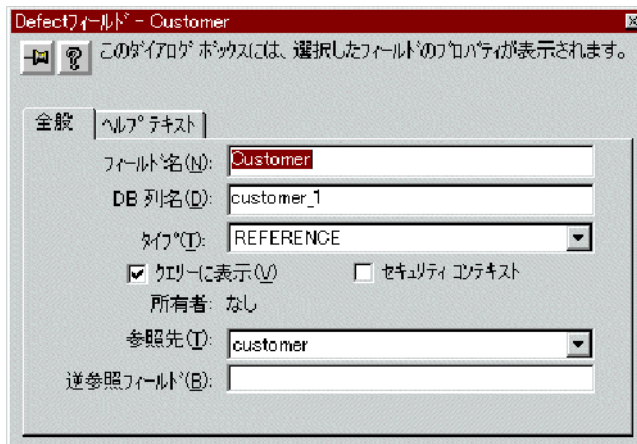 Defectﾌｨｰﾙﾄﾞ - Customer
このﾀﾞｲｱﾛｸﾞ ﾎﾞｯｸｽには、選択したﾌｨｰﾙﾄﾞのﾌﾟﾛﾊﾟﾃｨが表示されます。
全般 ﾍﾙﾌﾟ ﾃｷｽﾄ
ﾌｨｰﾙﾄﾞ名(N): Customer
DB 列名(D): customer_1
ﾀｲﾌﾟ(T): REFERENCE
ｸｴﾘｰに表示(V) ｾｷｭﾘﾃｨ ｺﾝﾃｷｽﾄ
所有者: なし
参照先(T): customer
逆参照ﾌｨｰﾙﾄﾞ(B):